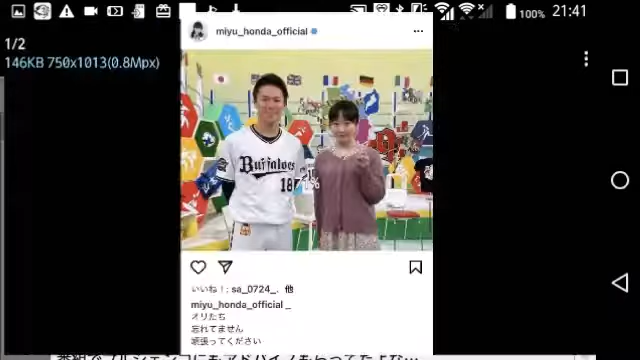 100% 21:41
1/2
146KB 750x1013(0.8Mpx)
miyu_honda_official
Buffaloes
18
いいね！: sa_0724_、他
miyu_honda_official _
オリたち
忘れてません
頑張ってください